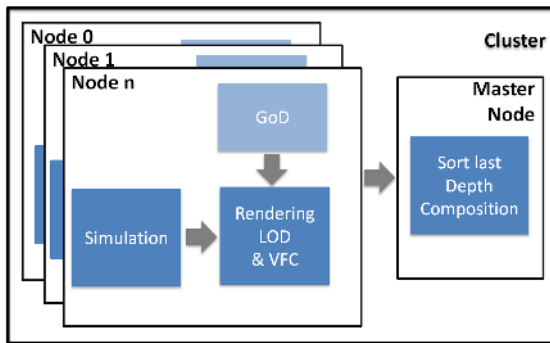 Node 0
Cluster
Node 1
Node n
Master
Node
GoD
Sort last
Depth
Composition
Simulation
Rendering
LOD
& VFC